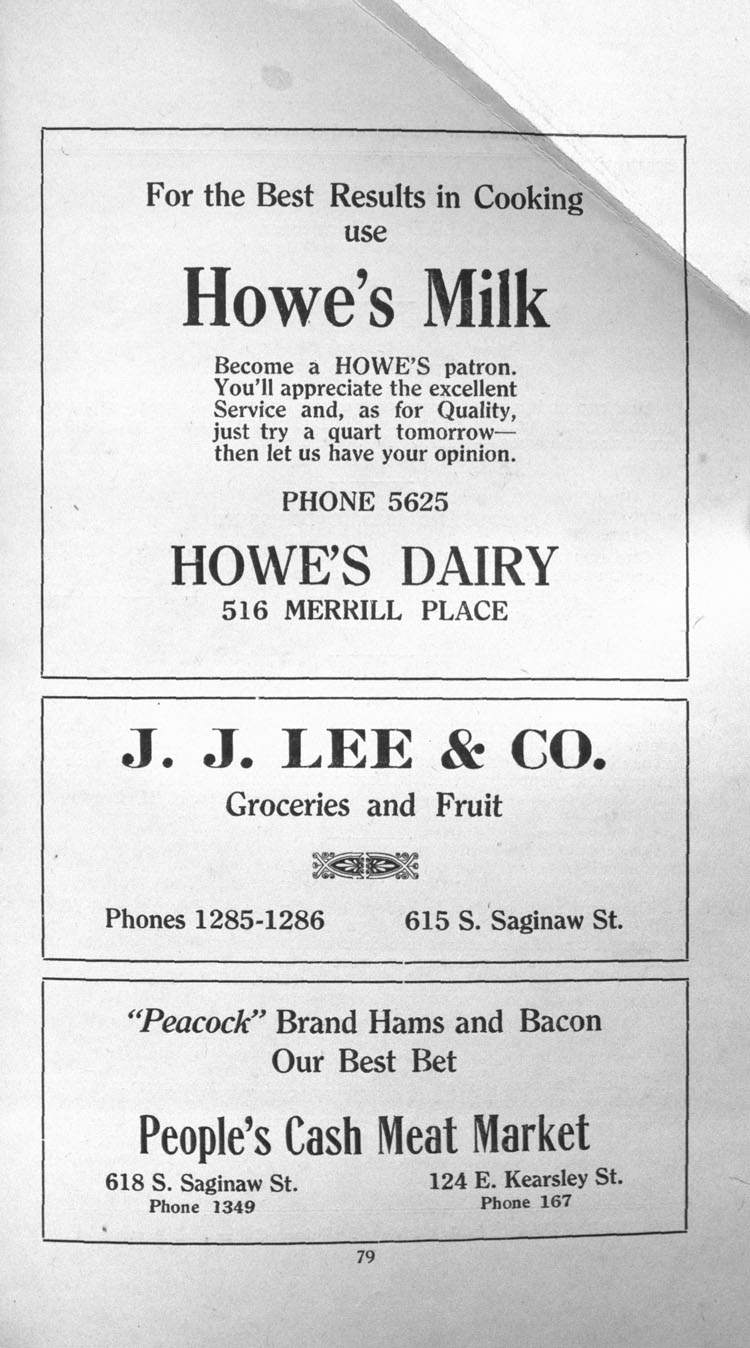 For the Best Results in Cooking
use
Howe's Milk
Become a HOWE'S patron.
You'll appreciate the excellent
Service and, as for Quality,
just try a quart tomorrow—
then let us have your opinion.
PHONE 5625
HOWE'S DAIRY
516 MERRILL PLACE
J. J. LEE & CO.
Groceries and Fruit
Phones 1285-1286 615 S. Saginaw St.
"Peacock" Brand Hams and Bacon
Our Best Bet
People's Cash Meat Market
618 S. Saginaw St. 124 E. Kearsley St.
Phone 1349 Phone 167
79